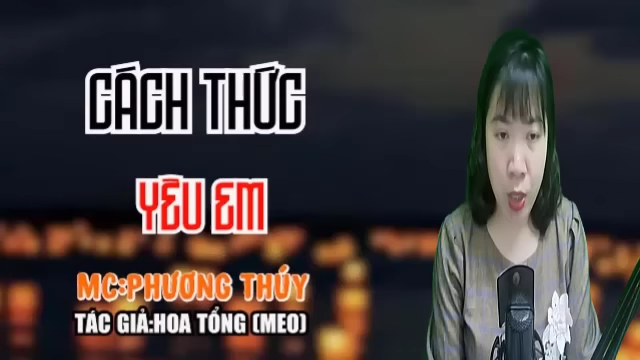 CÁCH THỨC
YÊU EM
MC:PHƯƠNG THÚY
TÁC GIẢ:HOA TỔNG (MEO)